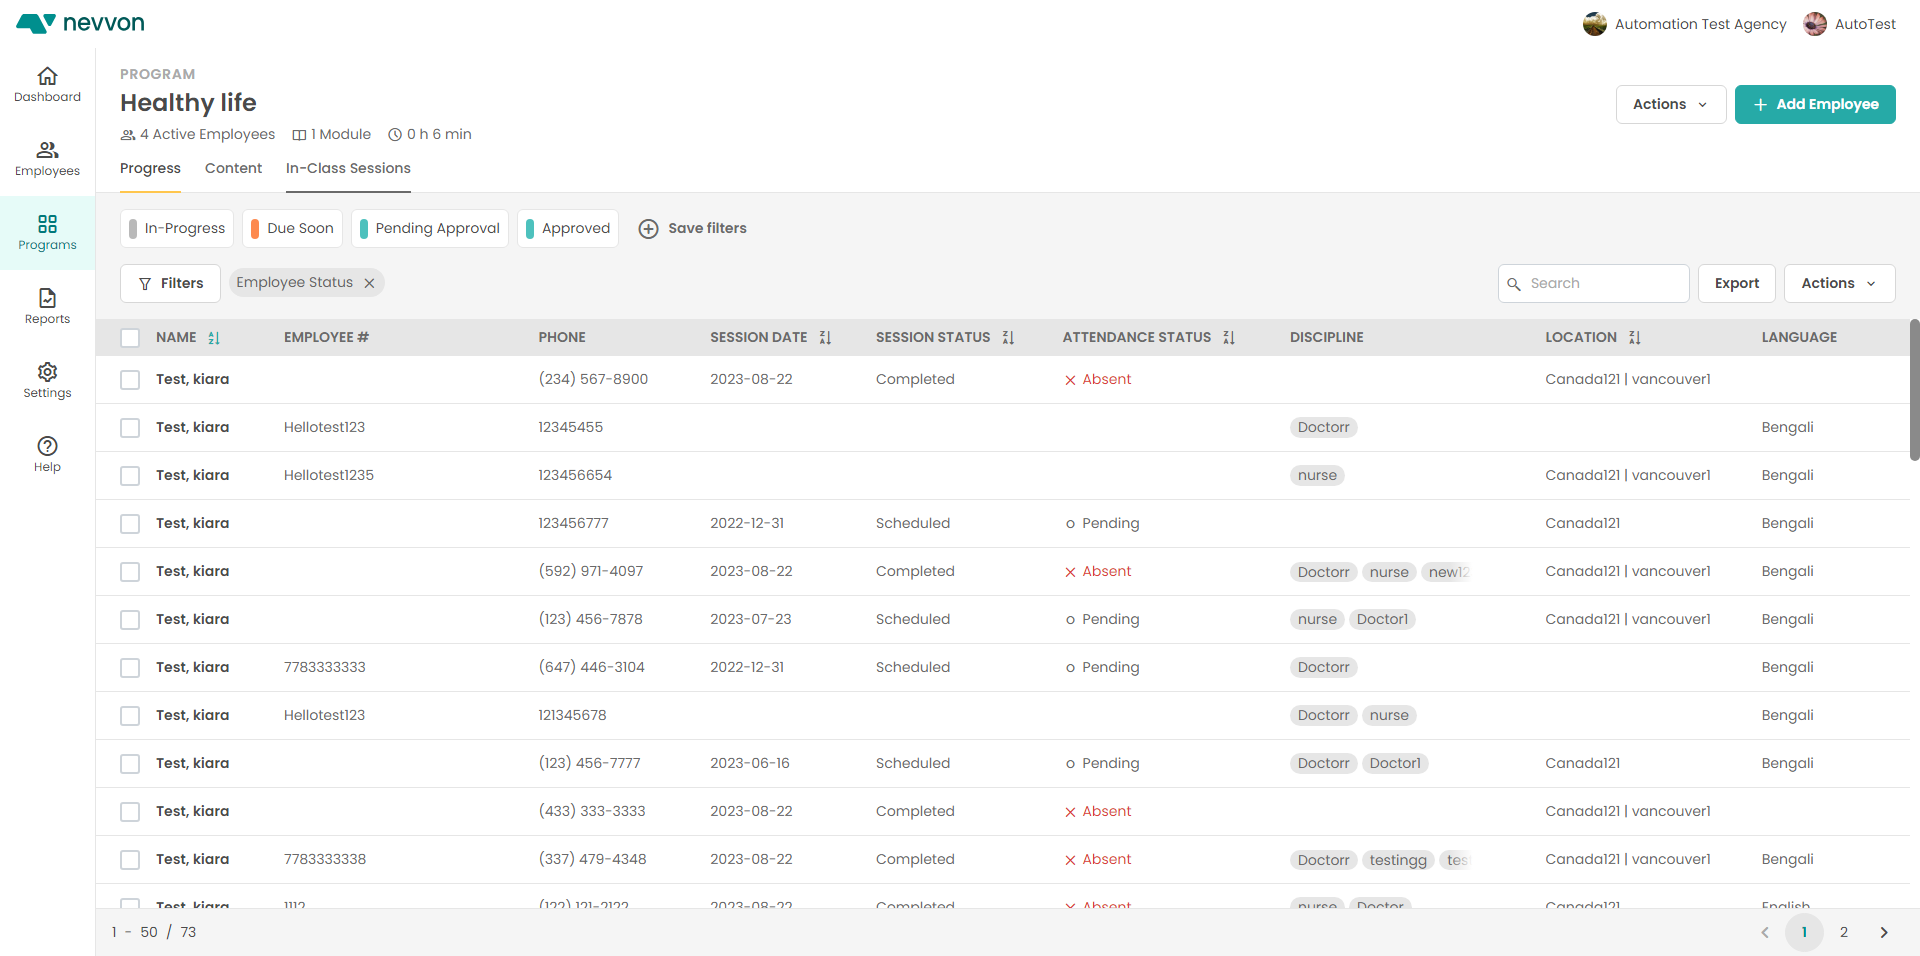 nevvon
Automation Test Agency AutoTest
Dashboard
Employees
Programs
Reports
Settings
Help
PROGRAM
Healthy life
4 Active Employees 1 Module 0 h 6 min
Actions + Add Employee
Progress Content In-Class Sessions
In-Progress Due Soon Pending Approval Approved Save filters
Filters Employee Status Search Export Actions
NAME EMPLOYEE # PHONE SESSION DATE SESSION STATUS ATTENDANCE STATUS DISCIPLINE LOCATION LANGUAGE
Test, kiara (234) 567-8900 2023-08-22 Completed Absent Canada121 | vancouver1
Test, kiara Hellotest123 12345455 Doctorr Bengali
Test, kiara Hellotest1235 123456654 nurse Canada121 | vancouver1 Bengali
Test, kiara 123456777 2022-12-31 Scheduled Pending Canada121 Bengali
Test, kiara (592) 971-4097 2023-08-22 Completed Absent Doctorr nurse new12 Canada121 | vancouver1 Bengali
Test, kiara (123) 456-7878 2023-07-23 Scheduled Pending nurse Doctor1 Canada121 | vancouver1 Bengali
Test, kiara 7783333333 (647) 446-3104 2022-12-31 Scheduled Pending Doctorr Bengali
Test, kiara Hellotest123 121345678 Doctorr nurse Bengali
Test, kiara (123) 456-7777 2023-06-16 Scheduled Pending Doctorr Doctor1 Canada121 Bengali
Test, kiara (433) 333-3333 2023-08-22 Completed Absent Canada121 | vancouver1
Test, kiara 7783333338 (337) 479-4348 2023-08-22 Completed Absent Doctorr testingg tes Canada121 | vancouver1 Bengali
Test, kiara 1112 (122) 121-2122 2023-08-22 Completed Absent nurse Doctor Canada121 English
1 - 50 / 73 1 2